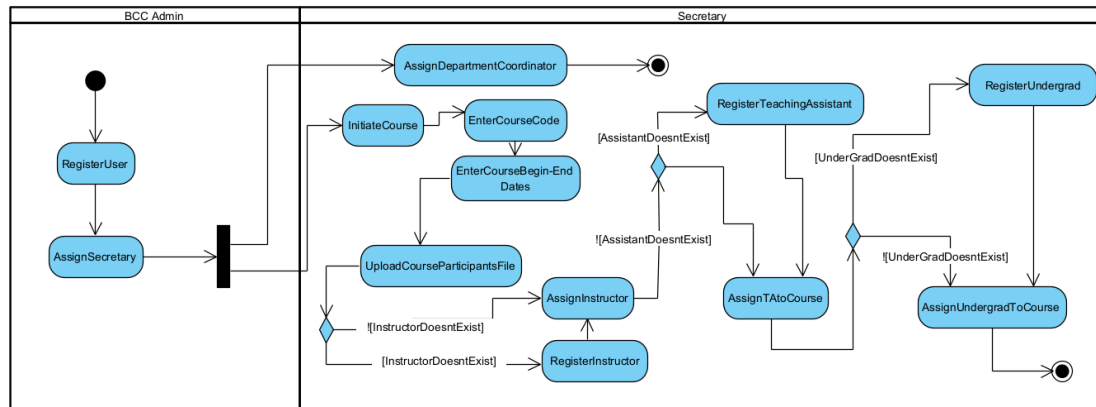 BCC Admin
Secretary
RegisterUser
AssignSecretary
AssignDepartmentCoordinator
InitiateCourse
EnterCourseCode
EnterCourseBegin-End
Dates
UploadCourseParticipantsFile
![InstructorDoesntExist]
[InstructorDoesntExist]
AssignInstructor
RegisterInstructor
[AssistantDoesntExist]
![AssistantDoesntExist]
RegisterTeachingAssistant
AssignTAtoCourse
[UnderGradDoesntExist]
![UnderGradDoesntExist]
RegisterUndergrad
AssignUndergradToCourse